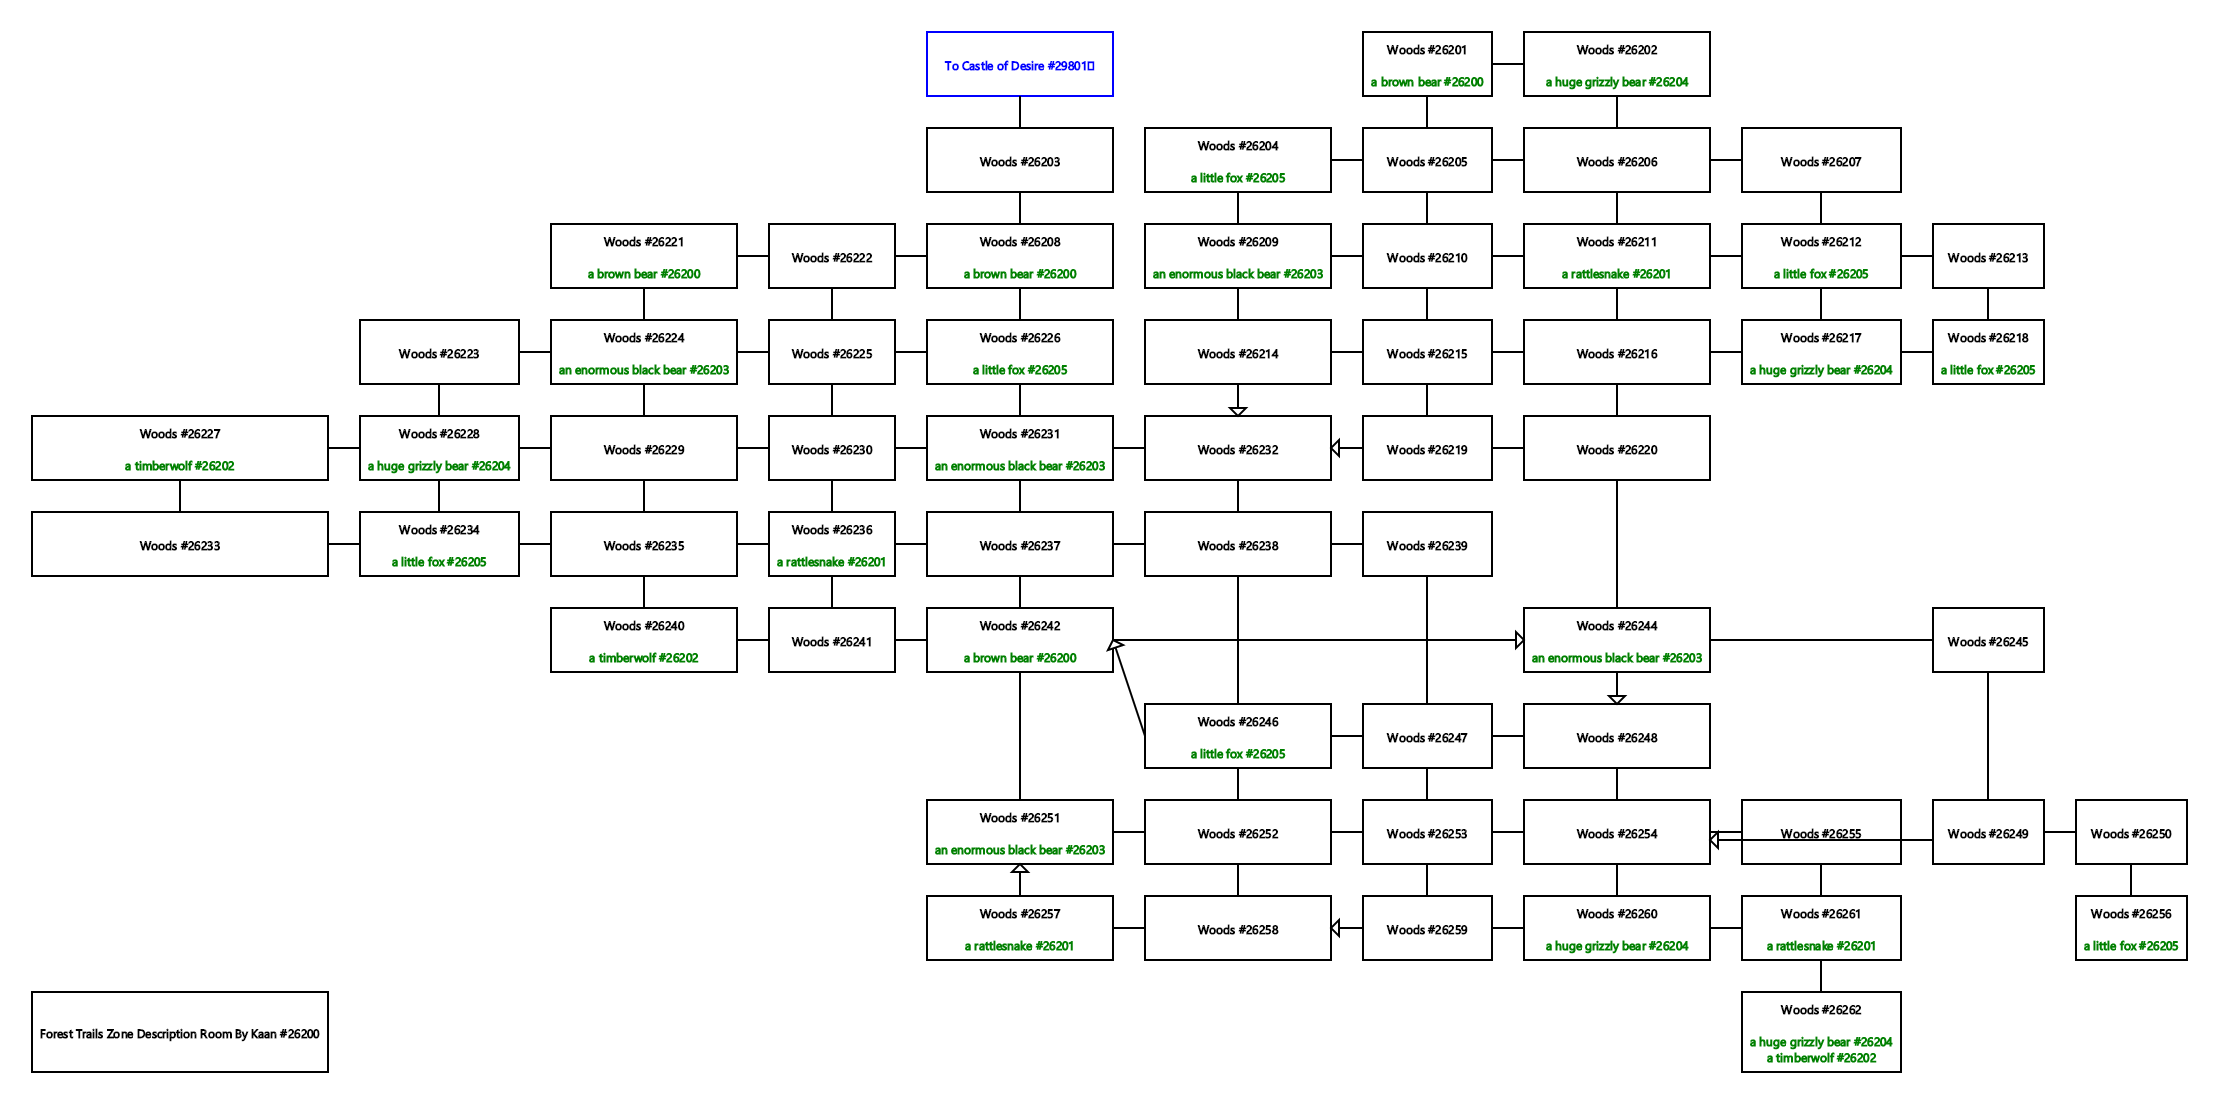 Woods #26201
Woods #26202
To Castle of Desire #29801▯
a brown bear #26200
a huge grizzly bear #26204
Woods #26204
Woods #26203
Woods #26205
Woods #26206
Woods #26207
a little fox #26205
Woods #26221
Woods #26208
Woods #26209
Woods #26211
Woods #26212
Woods #26222
Woods #26210
Woods #26213
a brown bear #26200
a brown bear #26200
an enormous black bear #26203
a rattlesnake #26201
a little fox #26205
Woods #26224
Woods #26226
Woods #26217
Woods #26218
Woods #26223
Woods #26225
Woods #26214
Woods #26215
Woods #26216
an enormous black bear #26203
a little fox #26205
a huge grizzly bear #26204
a little fox #26205
Woods #26227
Woods #26228
Woods #26231
Woods #26229
Woods #26230
Woods #26232
Woods #26219
Woods #26220
a timberwolf #26202
a huge grizzly bear #26204
an enormous black bear #26203
Woods #26234
Woods #26236
Woods #26233
Woods #26235
Woods #26237
Woods #26238
Woods #26239
a little fox #26205
a rattlesnake #26201
Woods #26240
Woods #26242
Woods #26244
Woods #26241
Woods #26245
a timberwolf #26202
a brown bear #26200
an enormous black bear #26203
Woods #26246
Woods #26247
Woods #26248
a little fox #26205
Woods #26251
Woods #26252
Woods #26253
Woods #26254
Woods #26255
Woods #26249
Woods #26250
an enormous black bear #26203
Woods #26257
Woods #26260
Woods #26261
Woods #26256
Woods #26258
Woods #26259
a rattlesnake #26201
a huge grizzly bear #26204
a rattlesnake #26201
a little fox #26205
Woods #26262
Forest Trails Zone Description Room By Kaan #26200
a huge grizzly bear #26204
a timberwolf #26202